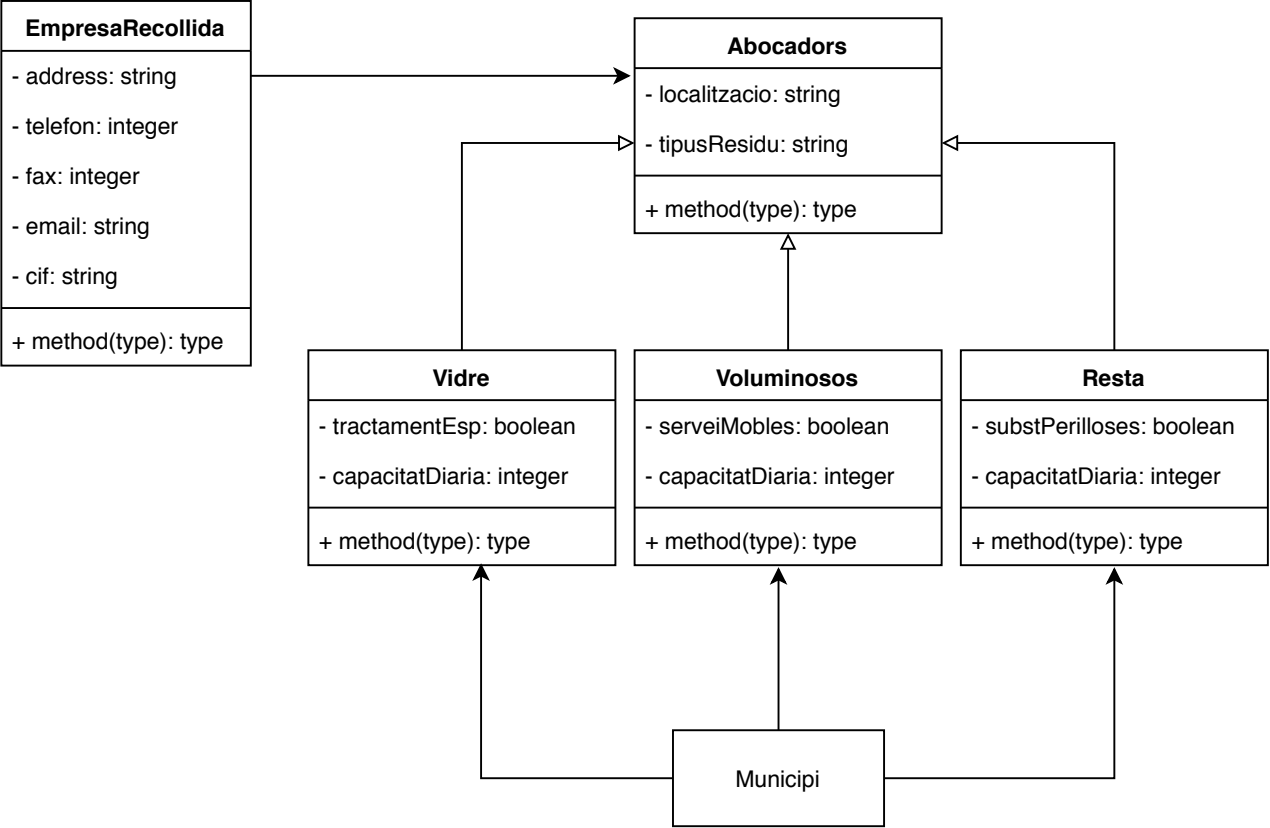 EmpresaRecollida
- address: string
- telefon: integer
- fax: integer
- email: string
- cif: string
+ method(type): type
Abocadors
- localitzacio: string
- tipusResidu: string
+ method(type): type
Vidre
- tractamentEsp: boolean
- capacitatDiaria: integer
+ method(type): type
Voluminosos
- serveiMobles: boolean
- capacitatDiaria: integer
+ method(type): type
Resta
- substPerilloses: boolean
- capacitatDiaria: integer
+ method(type): type
Municipi